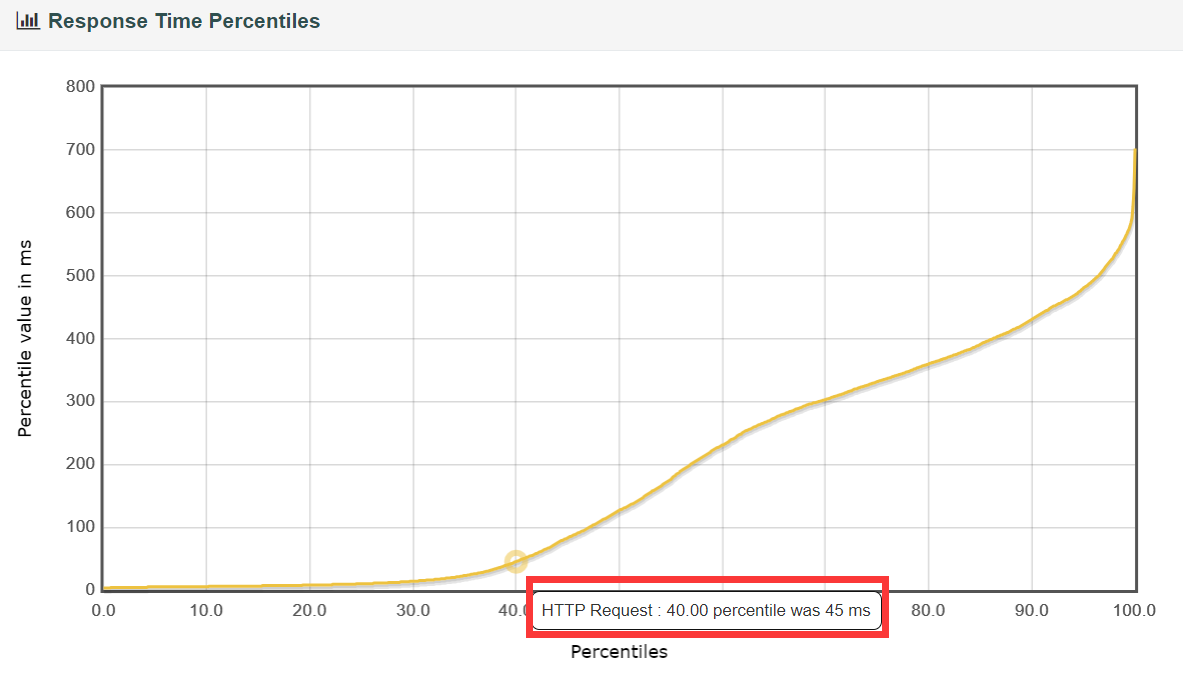 Response Time Percentiles
800
700
600
500
400
300
200
100
0
Percentile value in ms
0.0 10.0 20.0 30.0 40.0 80.0 90.0 100.0
HTTP Request : 40.00 percentile was 45 ms
Percentiles